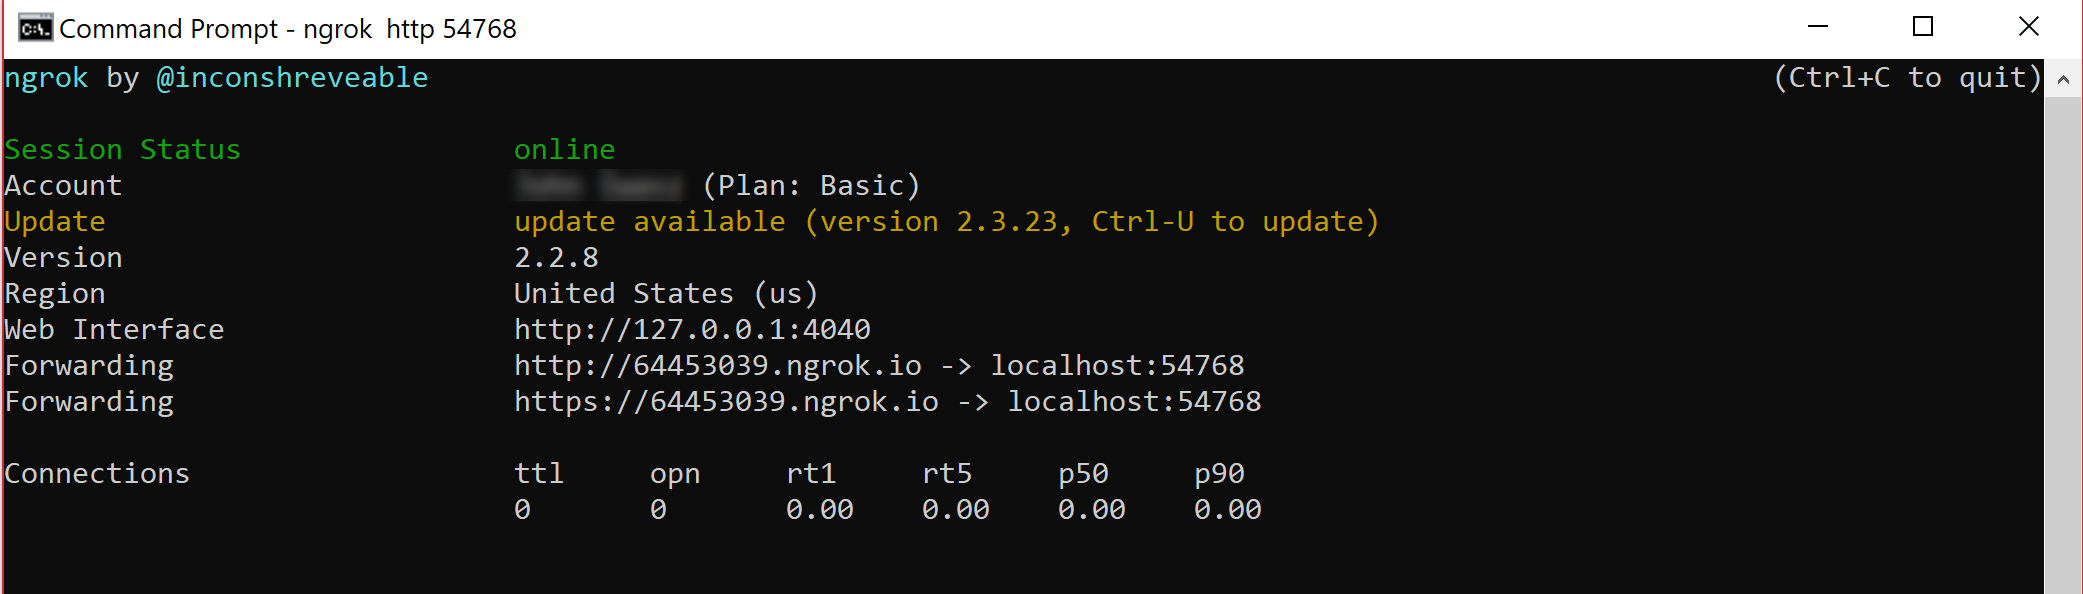 Command Prompt - ngrok  http 54768
ngrok by @inconshreveable (Ctrl+C to quit)
Session Status online
Account (Plan: Basic)
Update update available (version 2.3.23, Ctrl-U to update)
Version 2.2.8
Region United States (us)
Web Interface http://127.0.0.1:4040
Forwarding http://64453039.ngrok.io -> localhost:54768
Forwarding https://64453039.ngrok.io -> localhost:54768
Connections ttl opn rt1 rt5 p50 p90
0 0 0.00 0.00 0.00 0.00